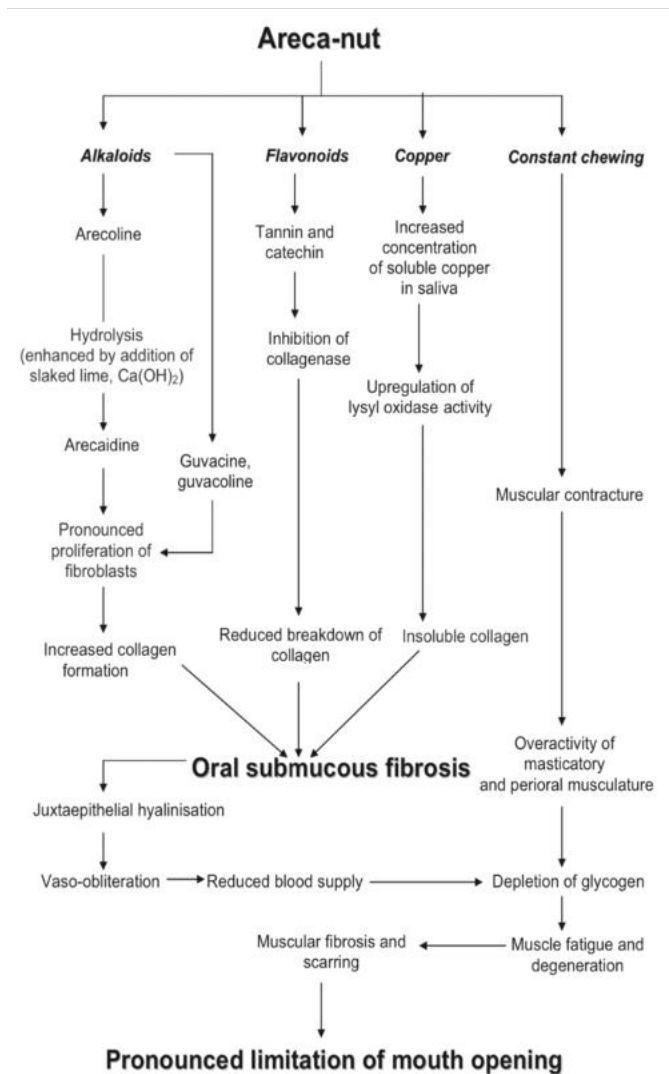 Areca-nut
Alkaloids
Flavonoids
Copper
Constant chewing
Arecoline
Tannin and
catechin
Increased
concentration
of soluble copper
in saliva
Hydrolysis
(enhanced by addition of
slaked lime, Ca(OH)₂)
Inhibition of
collagenase
Upregulation of
lysyl oxidase activity
Arecaidine
Guvacine,
guvacoline
Muscular contracture
Pronounced
proliferation of
fibroblasts
Increased collagen
formation
Reduced breakdown of
collagen
Insoluble collagen
Oral submucous fibrosis
Overactivity of
masticatory
and perioral musculature
Juxtaepithelial hyalinisation
Vaso-obliteration
Reduced blood supply
Depletion of glycogen
Muscular fibrosis and
scarring
Muscle fatigue and
degeneration
Pronounced limitation of mouth opening